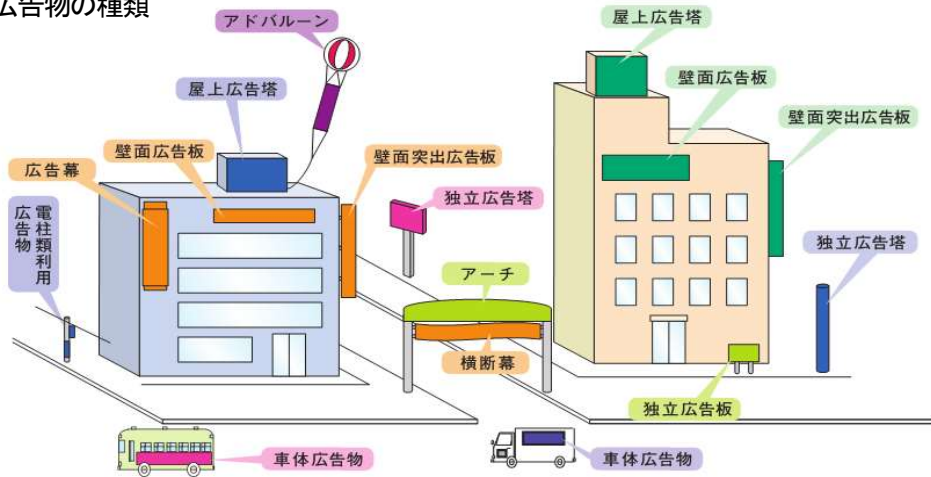 広告物の種類
アドバルーン
屋上広告塔
屋上広告塔
壁面広告板
壁面突出広告板
壁面広告板
壁面突出広告板
広告幕
独立広告塔
電柱類利用
広告物
独立広告塔
アーチ
横断幕
独立広告板
車体広告物
車体広告物